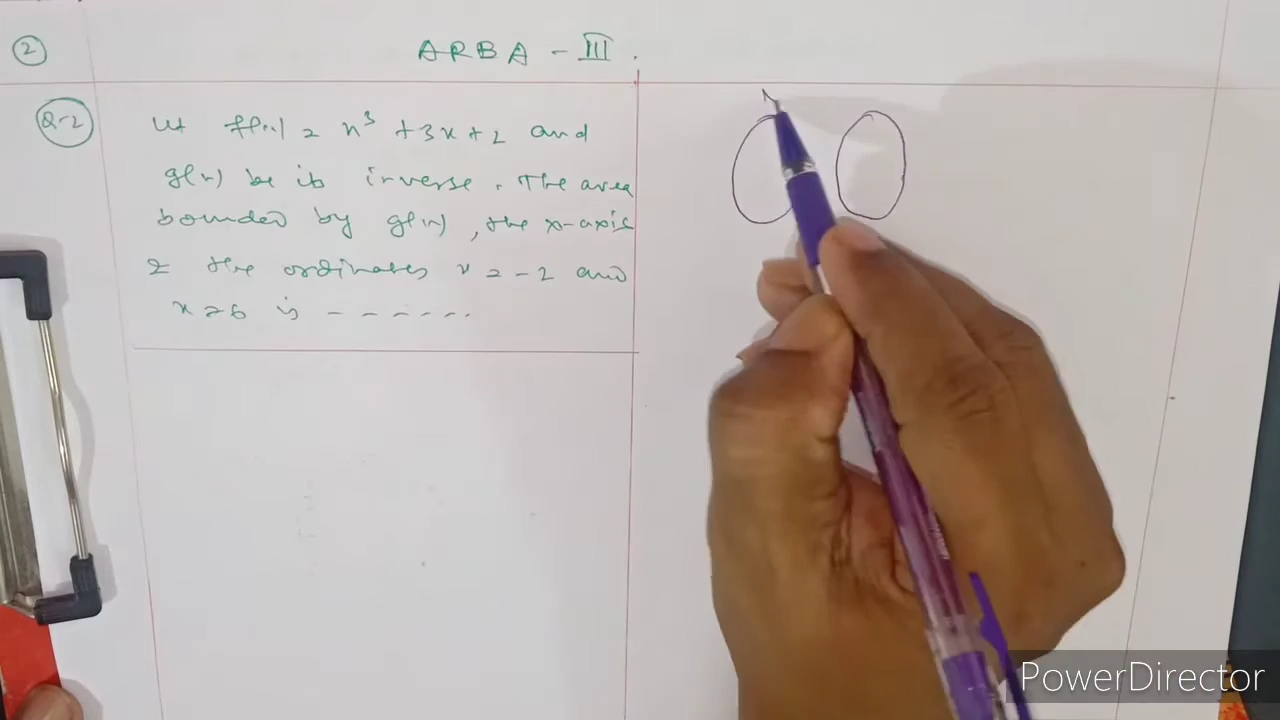 2 AREA - III.
Q-2 Let f(x) = x³ + 3x + 2 and
g(x) be its inverse. The area
bounded by g(x), the x-axis
& the ordinates x = -2 and
x = 6 is - - - - - -
PowerDirector